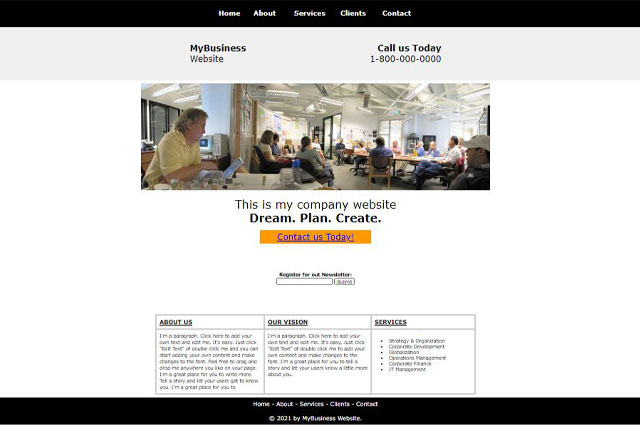 Home About Services Clients Contact
MyBusiness
Website
Call us Today
1-800-000-0000
This is my company website
Dream. Plan. Create.
Contact us Today!
Register for out Newsletter:
Submit
ABOUT US
I'm a paragraph. Click here to add your
own text and edit me. It's easy. Just click
"Edit Text" of double click me and you can
start adding your own content and make
changes to the font. Feel free to drag and
drop me anywhere you like on your page.
I'm a great place for you to write more.
Tell a story and let your users get to know
you. I'm a great place for you to
OUR VISION
I'm a paragraph. Click here to add your
own text and edit me. It's easy. Just click
"Edit Text" of double click me to add your
own content and make changes to the
font. I'm a great place for you to tell a
story and let your users know a little more
about you.
SERVICES
Strategy & Organization
Corporate Development
Globalization
Operations Management
Corporate Finance
IT Management
Home - About - Services - Clients - Contact
© 2021 by MyBusiness Website.